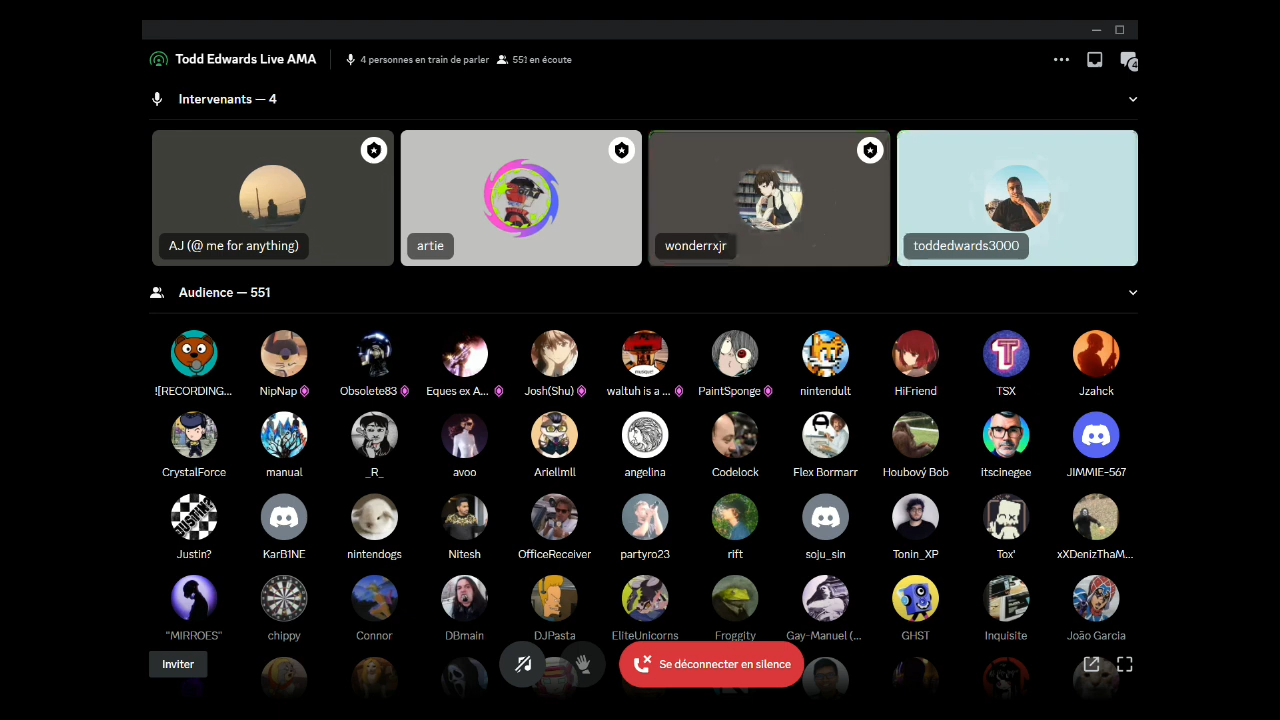 Todd Edwards Live AMA
4 personnes en train de parler
551 en écoute
4
Intervenants — 4
AJ (@ me for anything)
artie
wonderrxjr
toddedwards3000
Audience — 551
![RECORDING...
NipNap
Obsolete83
Eques ex A...
Josh(Shu)
waltuh is a ...
PaintSponge
nintendult
HiFriend
TSX
Jzahck
CrystalForce
manual
_R_
avoo
Ariellmll
angelina
Codelock
Flex Bormarr
Houbový Bob
itscinegee
JIMMIE-567
JUSTIN?
Justin?
KarB1NE
nintendogs
Nitesh
OfficeReceiver
partyro23
rift
soju_sin
Tonin_XP
Tox'
xXDenizThaM...
"MIRROES"
chippy
Connor
DBmain
DJPasta
EliteUnicorns
Froggity
Gay-Manuel (...
GHST
Inquisite
João Garcia
Inviter
Se déconnecter en silence